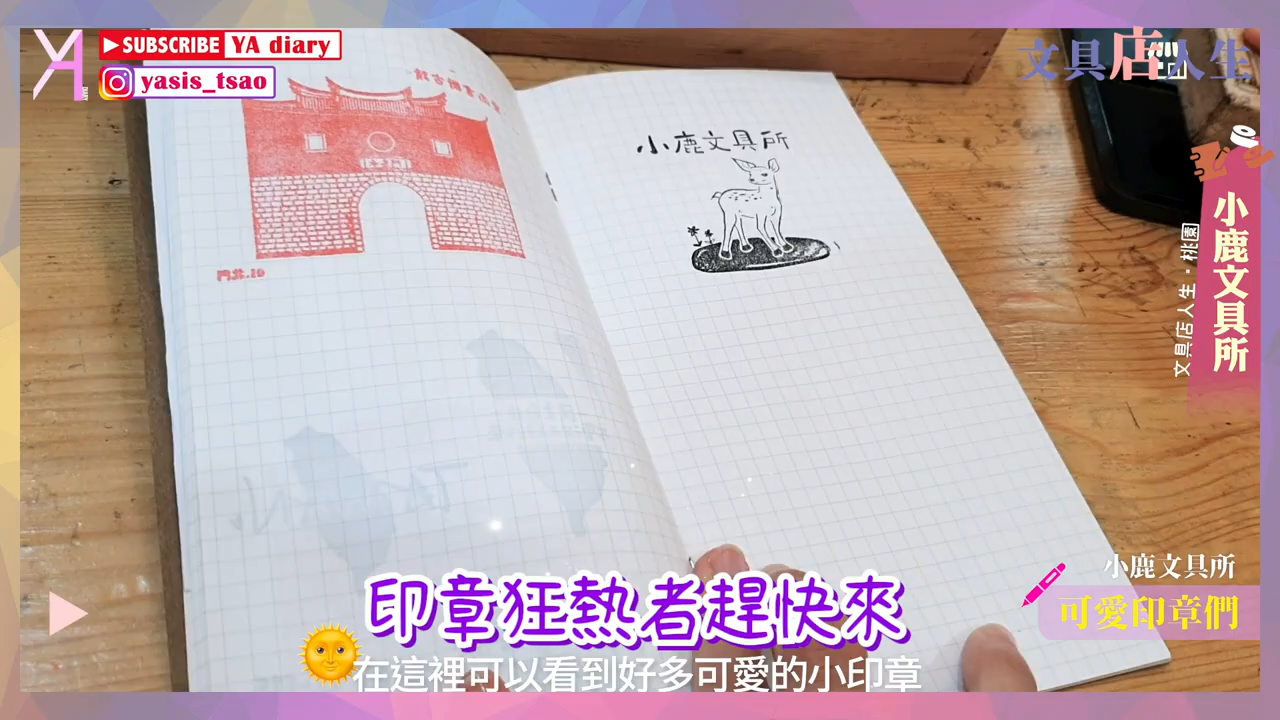 YA
SUBSCRIBE YA diary
yasis_tsao
文具店人生
小鹿文具所
小鹿文具所
文具店人生・桃園
小鹿文具所
可愛印章們
印章狂熱者趕快來
在這裡可以看到好多可愛的小印章